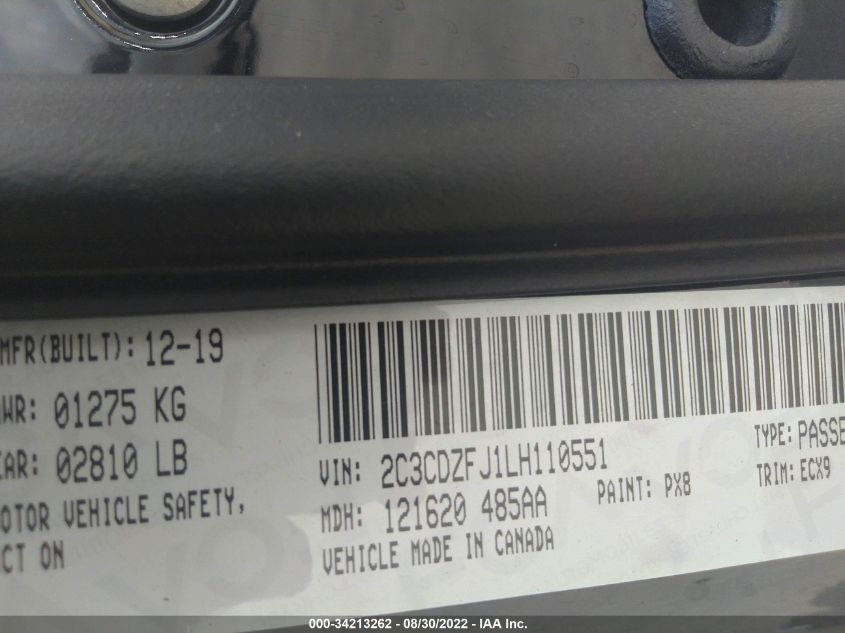 MFR(BUILT): 12-19
WR: 01275 KG
EAR: 02810 LB
OTOR VEHICLE SAFETY,
CT ON
VIN: 2C3CDZFJ1LH110551
TYPE: PASSE
MDH: 121620 485AA PAINT: PX8 TRIM: ECX9
VEHICLE MADE IN CANADA
000-34213262 - 08/30/2022 - IAA Inc.